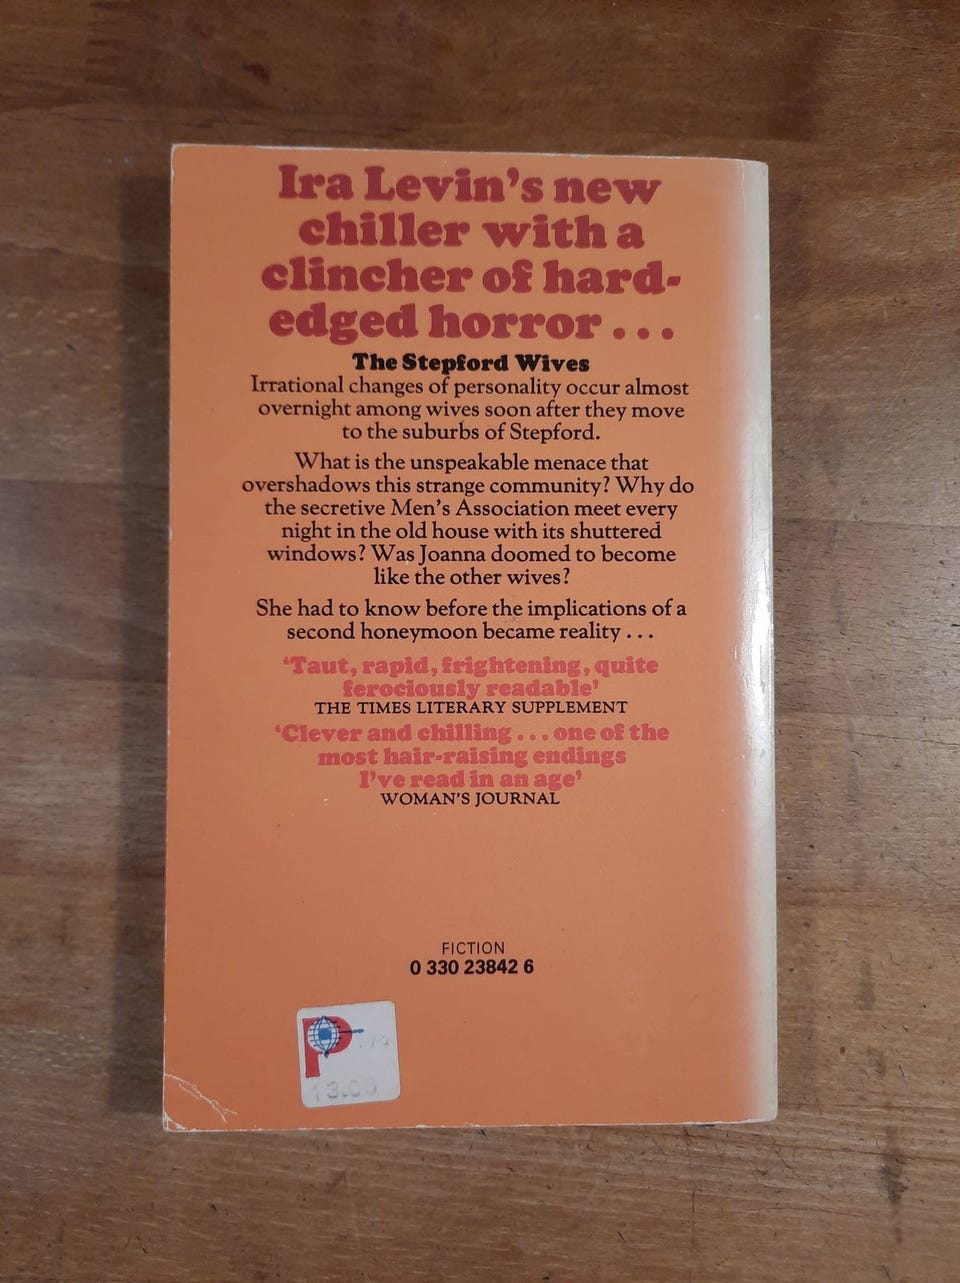 Ira Levin’s new
chiller with a
clincher of hard-
edged horror . . .
The Stepford Wives
Irrational changes of personality occur almost
overnight among wives soon after they move
to the suburbs of Stepford.
What is the unspeakable menace that
overshadows this strange community? Why do
the secretive Men’s Association meet every
night in the old house with its shuttered
windows? Was Joanna doomed to become
like the other wives?
She had to know before the implications of a
second honeymoon became reality . . .
‘Taut, rapid, frightening, quite
ferociously readable’
THE TIMES LITERARY SUPPLEMENT
‘Clever and chilling . . . one of the
most hair-raising endings
I’ve read in an age’
WOMAN’S JOURNAL
FICTION
0 330 23842 6
P
13.00